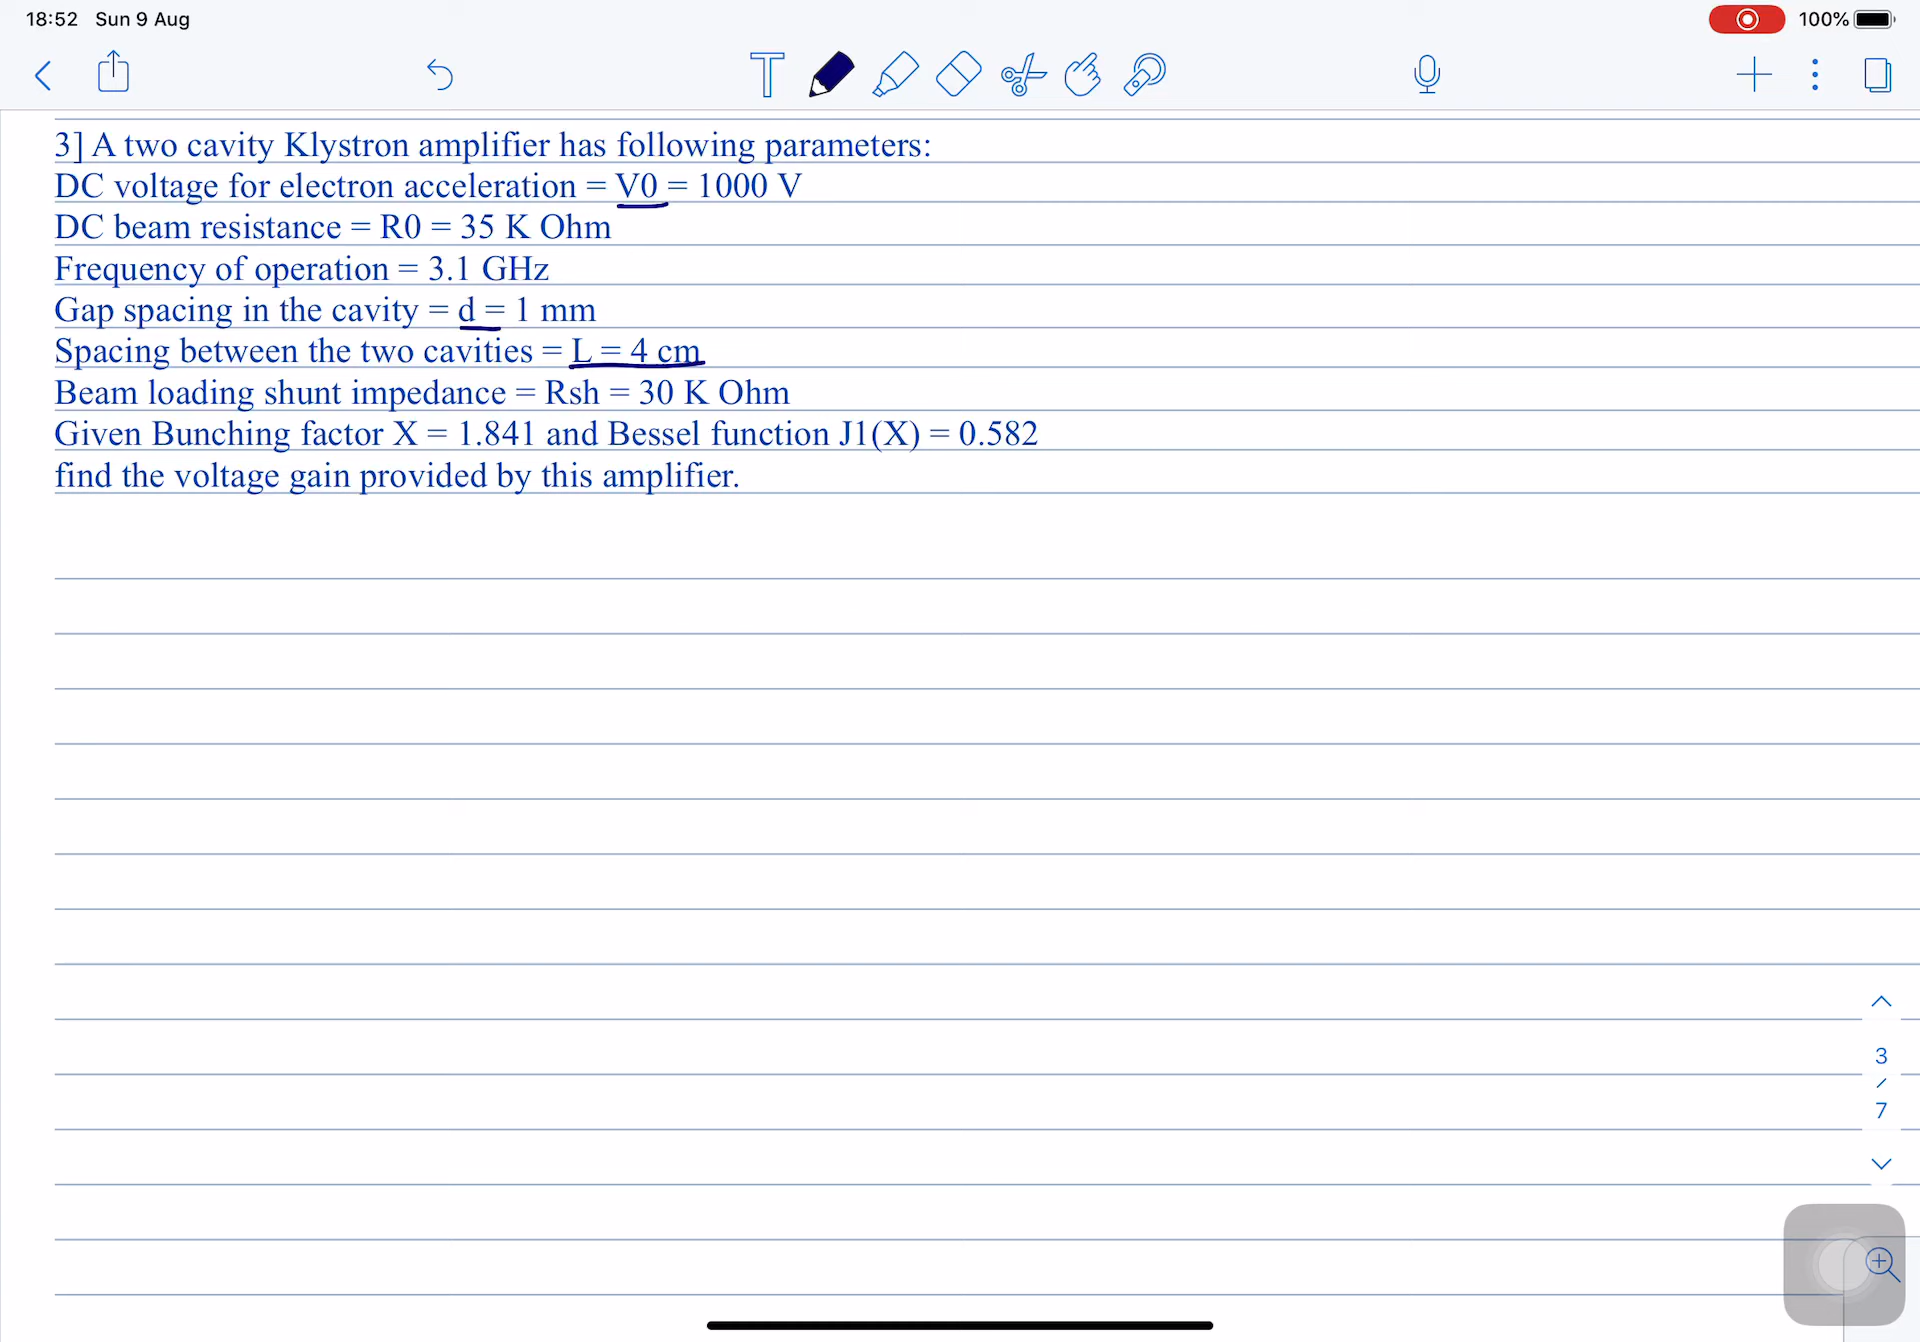 18:52 Sun 9 Aug 100%
3] A two cavity Klystron amplifier has following parameters:
DC voltage for electron acceleration = V0 = 1000 V
DC beam resistance = R0 = 35 K Ohm
Frequency of operation = 3.1 GHz
Gap spacing in the cavity = d = 1 mm
Spacing between the two cavities = L = 4 cm
Beam loading shunt impedance = Rsh = 30 K Ohm
Given Bunching factor X = 1.841 and Bessel function J1(X) = 0.582
find the voltage gain provided by this amplifier.
3
/
7